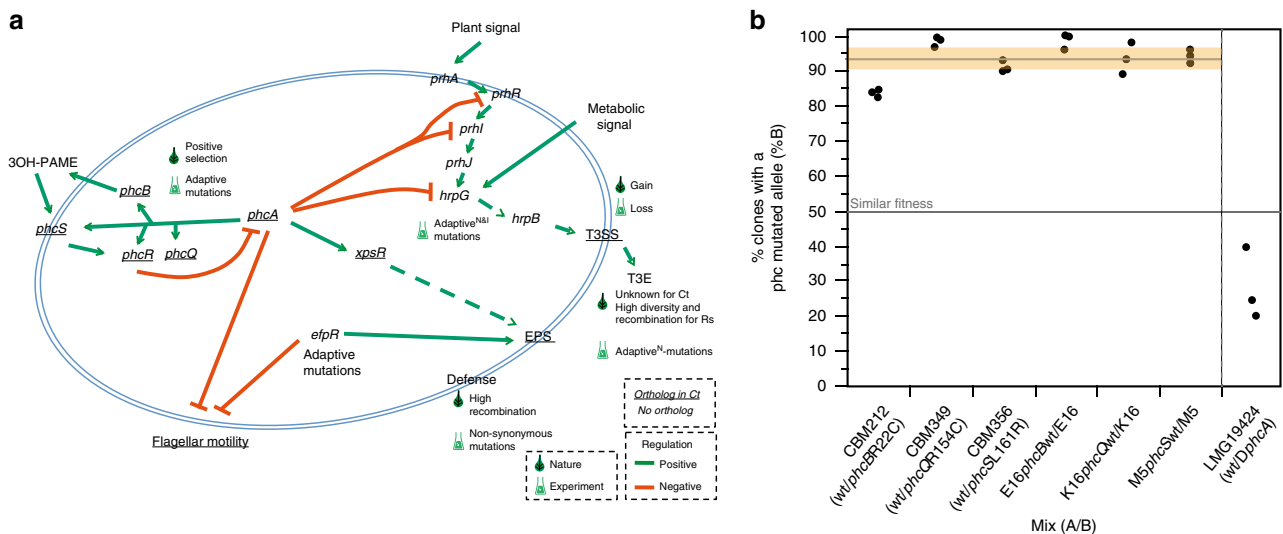 a
Plant signal
prhA
prhR
prhI
prhJ
hrpG
hrpB
Metabolic
signal
3OH-PAME
Positive
selection
Adaptive
mutations
phcB
phcS
phcA
phcR
phcQ
xpsR
Adaptive^N&I
mutations
Gain
Loss
T3SS
T3E
Unknown for Ct
High diversity and
recombination for Rs
Adaptive^N-mutations
efpR
Adaptive
mutations
EPS
Defense
High
recombination
Non-synonymous
mutations
Flagellar motility
Ortholog in Ct
No ortholog
Regulation
Positive
Negative
Nature
Experiment
b
% clones with a
phc mutated allele (%B)
100
90
80
70
60
50
40
30
20
10
0
Similar fitness
CBM212
(wt/phcBR22C)
CBM349
(wt/phcQR154C)
CBM356
(wt/phcSL161R)
E16phcBwt/E16
K16phcQwt/K16
M5phcSwt/M5
LMG19424
(wt/DphcA)
Mix (A/B)